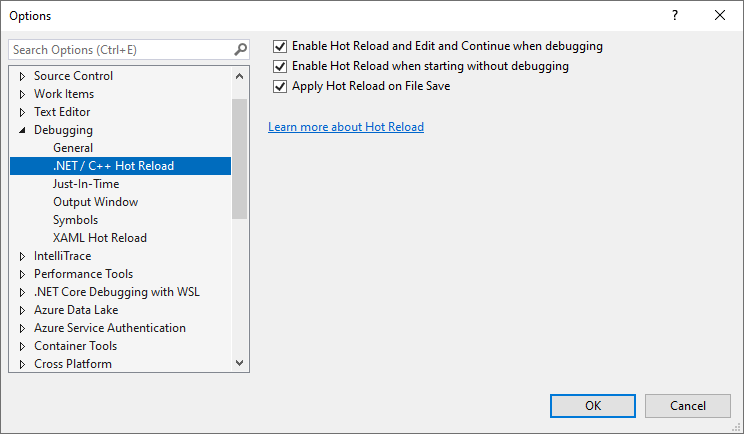 Options
?
Search Options (Ctrl+E)
Source Control
Work Items
Text Editor
Debugging
General
.NET / C++ Hot Reload
Just-In-Time
Output Window
Symbols
XAML Hot Reload
IntelliTrace
Performance Tools
.NET Core Debugging with WSL
Azure Data Lake
Azure Service Authentication
Container Tools
Cross Platform
Enable Hot Reload and Edit and Continue when debugging
Enable Hot Reload when starting without debugging
Apply Hot Reload on File Save
Learn more about Hot Reload
OK
Cancel